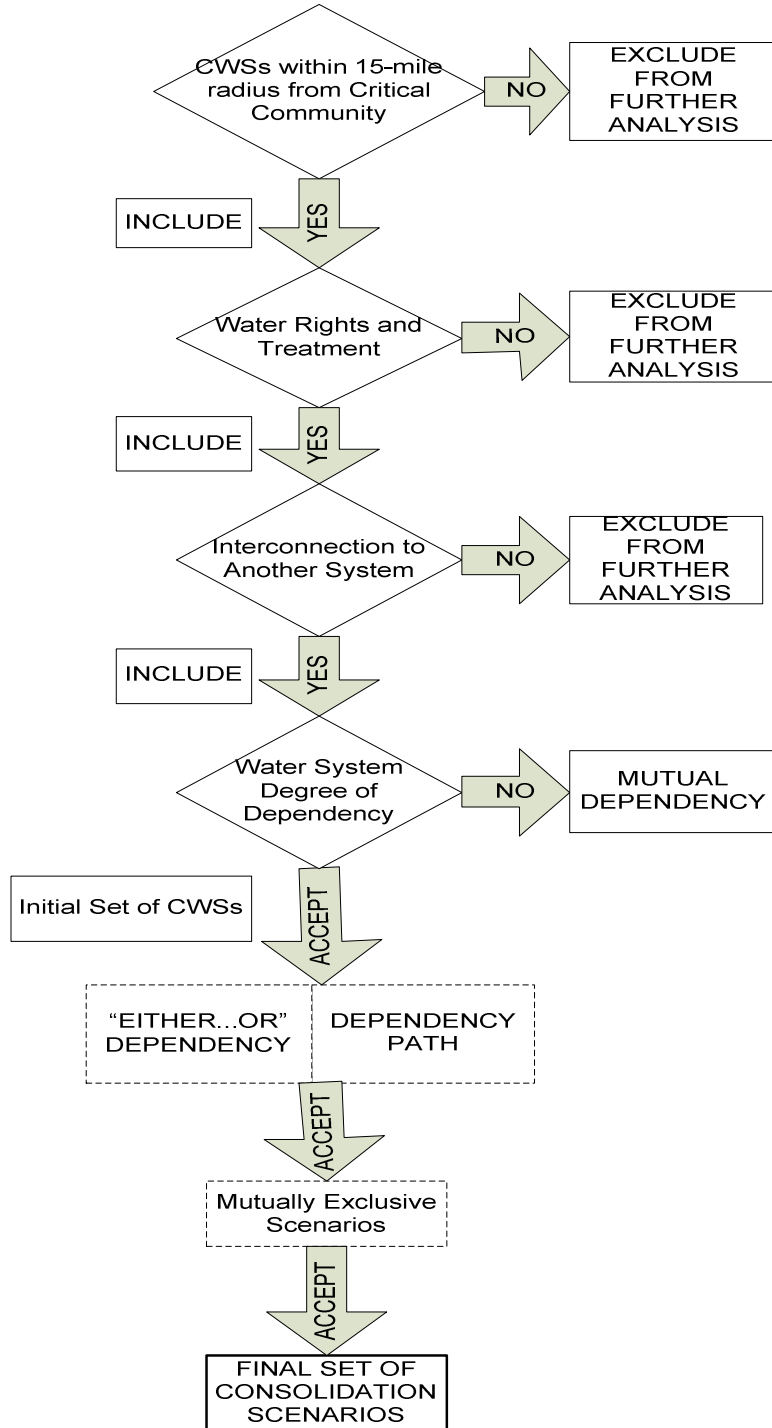 CWSs within 15-mile
radius from Critical
Community
NO
EXCLUDE
FROM
FURTHER
ANALYSIS
INCLUDE
YES
Water Rights and
Treatment
NO
EXCLUDE
FROM
FURTHER
ANALYSIS
INCLUDE
YES
Interconnection to
Another System
NO
EXCLUDE
FROM
FURTHER
ANALYSIS
INCLUDE
YES
Water System
Degree of
Dependency
NO
MUTUAL
DEPENDENCY
Initial Set of CWSs
ACCEPT
“EITHER...OR”
DEPENDENCY
DEPENDENCY
PATH
ACCEPT
Mutually Exclusive
Scenarios
ACCEPT
FINAL SET OF
CONSOLIDATION
SCENARIOS